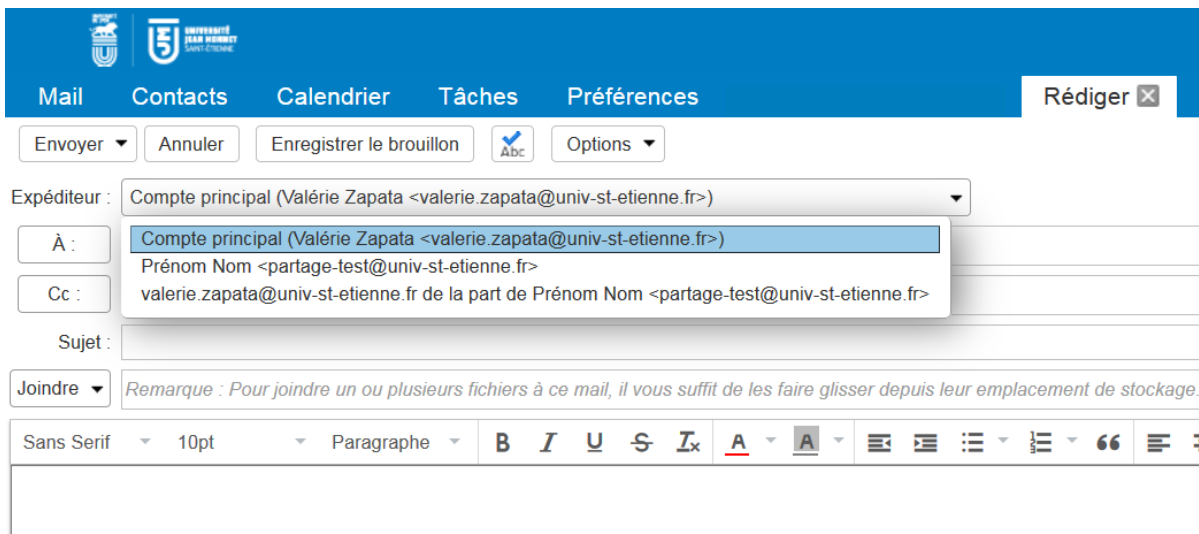 UNIVERSITÉ
JEAN MONNET
SAINT-ÉTIENNE
Mail Contacts Calendrier Tâches Préférences Rédiger
Envoyer Annuler Enregistrer le brouillon Abc Options
Expéditeur : Compte principal (Valérie Zapata <valerie.zapata@univ-st-etienne.fr>)
À : Compte principal (Valérie Zapata <valerie.zapata@univ-st-etienne.fr>)
Prénom Nom <partage-test@univ-st-etienne.fr>
Cc : valerie.zapata@univ-st-etienne.fr de la part de Prénom Nom <partage-test@univ-st-etienne.fr>
Sujet :
Joindre Remarque : Pour joindre un ou plusieurs fichiers à ce mail, il vous suffit de les faire glisser depuis leur emplacement de stockage.
Sans Serif 10pt Paragraphe B I U S Tx A A